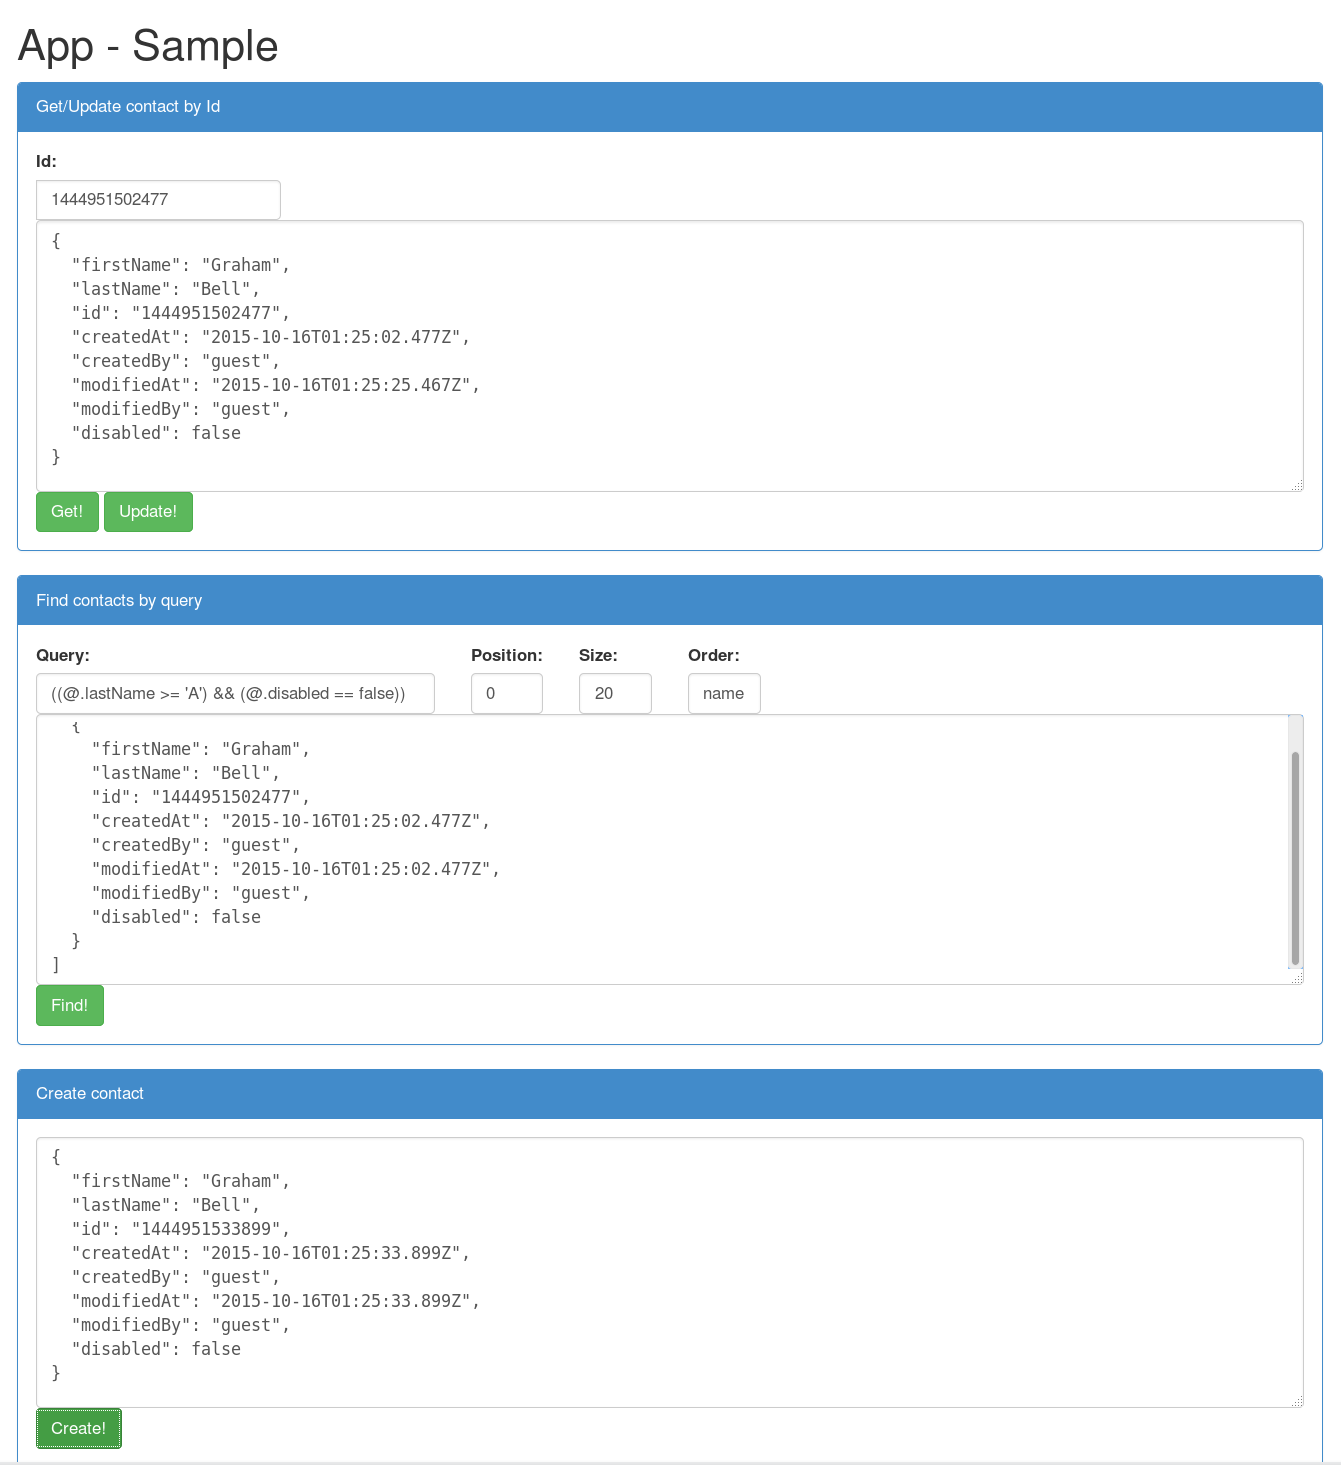 App - Sample
Get/Update contact by Id
Id:
1444951502477
{
  "firstName": "Graham",
  "lastName": "Bell",
  "id": "1444951502477",
  "createdAt": "2015-10-16T01:25:02.477Z",
  "createdBy": "guest",
  "modifiedAt": "2015-10-16T01:25:25.467Z",
  "modifiedBy": "guest",
  "disabled": false
}
Get! Update!
Find contacts by query
Query: Position: Size: Order:
((@.lastName >= 'A') && (@.disabled == false)) 0 20 name
  {
    "firstName": "Graham",
    "lastName": "Bell",
    "id": "1444951502477",
    "createdAt": "2015-10-16T01:25:02.477Z",
    "createdBy": "guest",
    "modifiedAt": "2015-10-16T01:25:02.477Z",
    "modifiedBy": "guest",
    "disabled": false
  }
]
Find!
Create contact
{
  "firstName": "Graham",
  "lastName": "Bell",
  "id": "1444951533899",
  "createdAt": "2015-10-16T01:25:33.899Z",
  "createdBy": "guest",
  "modifiedAt": "2015-10-16T01:25:33.899Z",
  "modifiedBy": "guest",
  "disabled": false
}
Create!